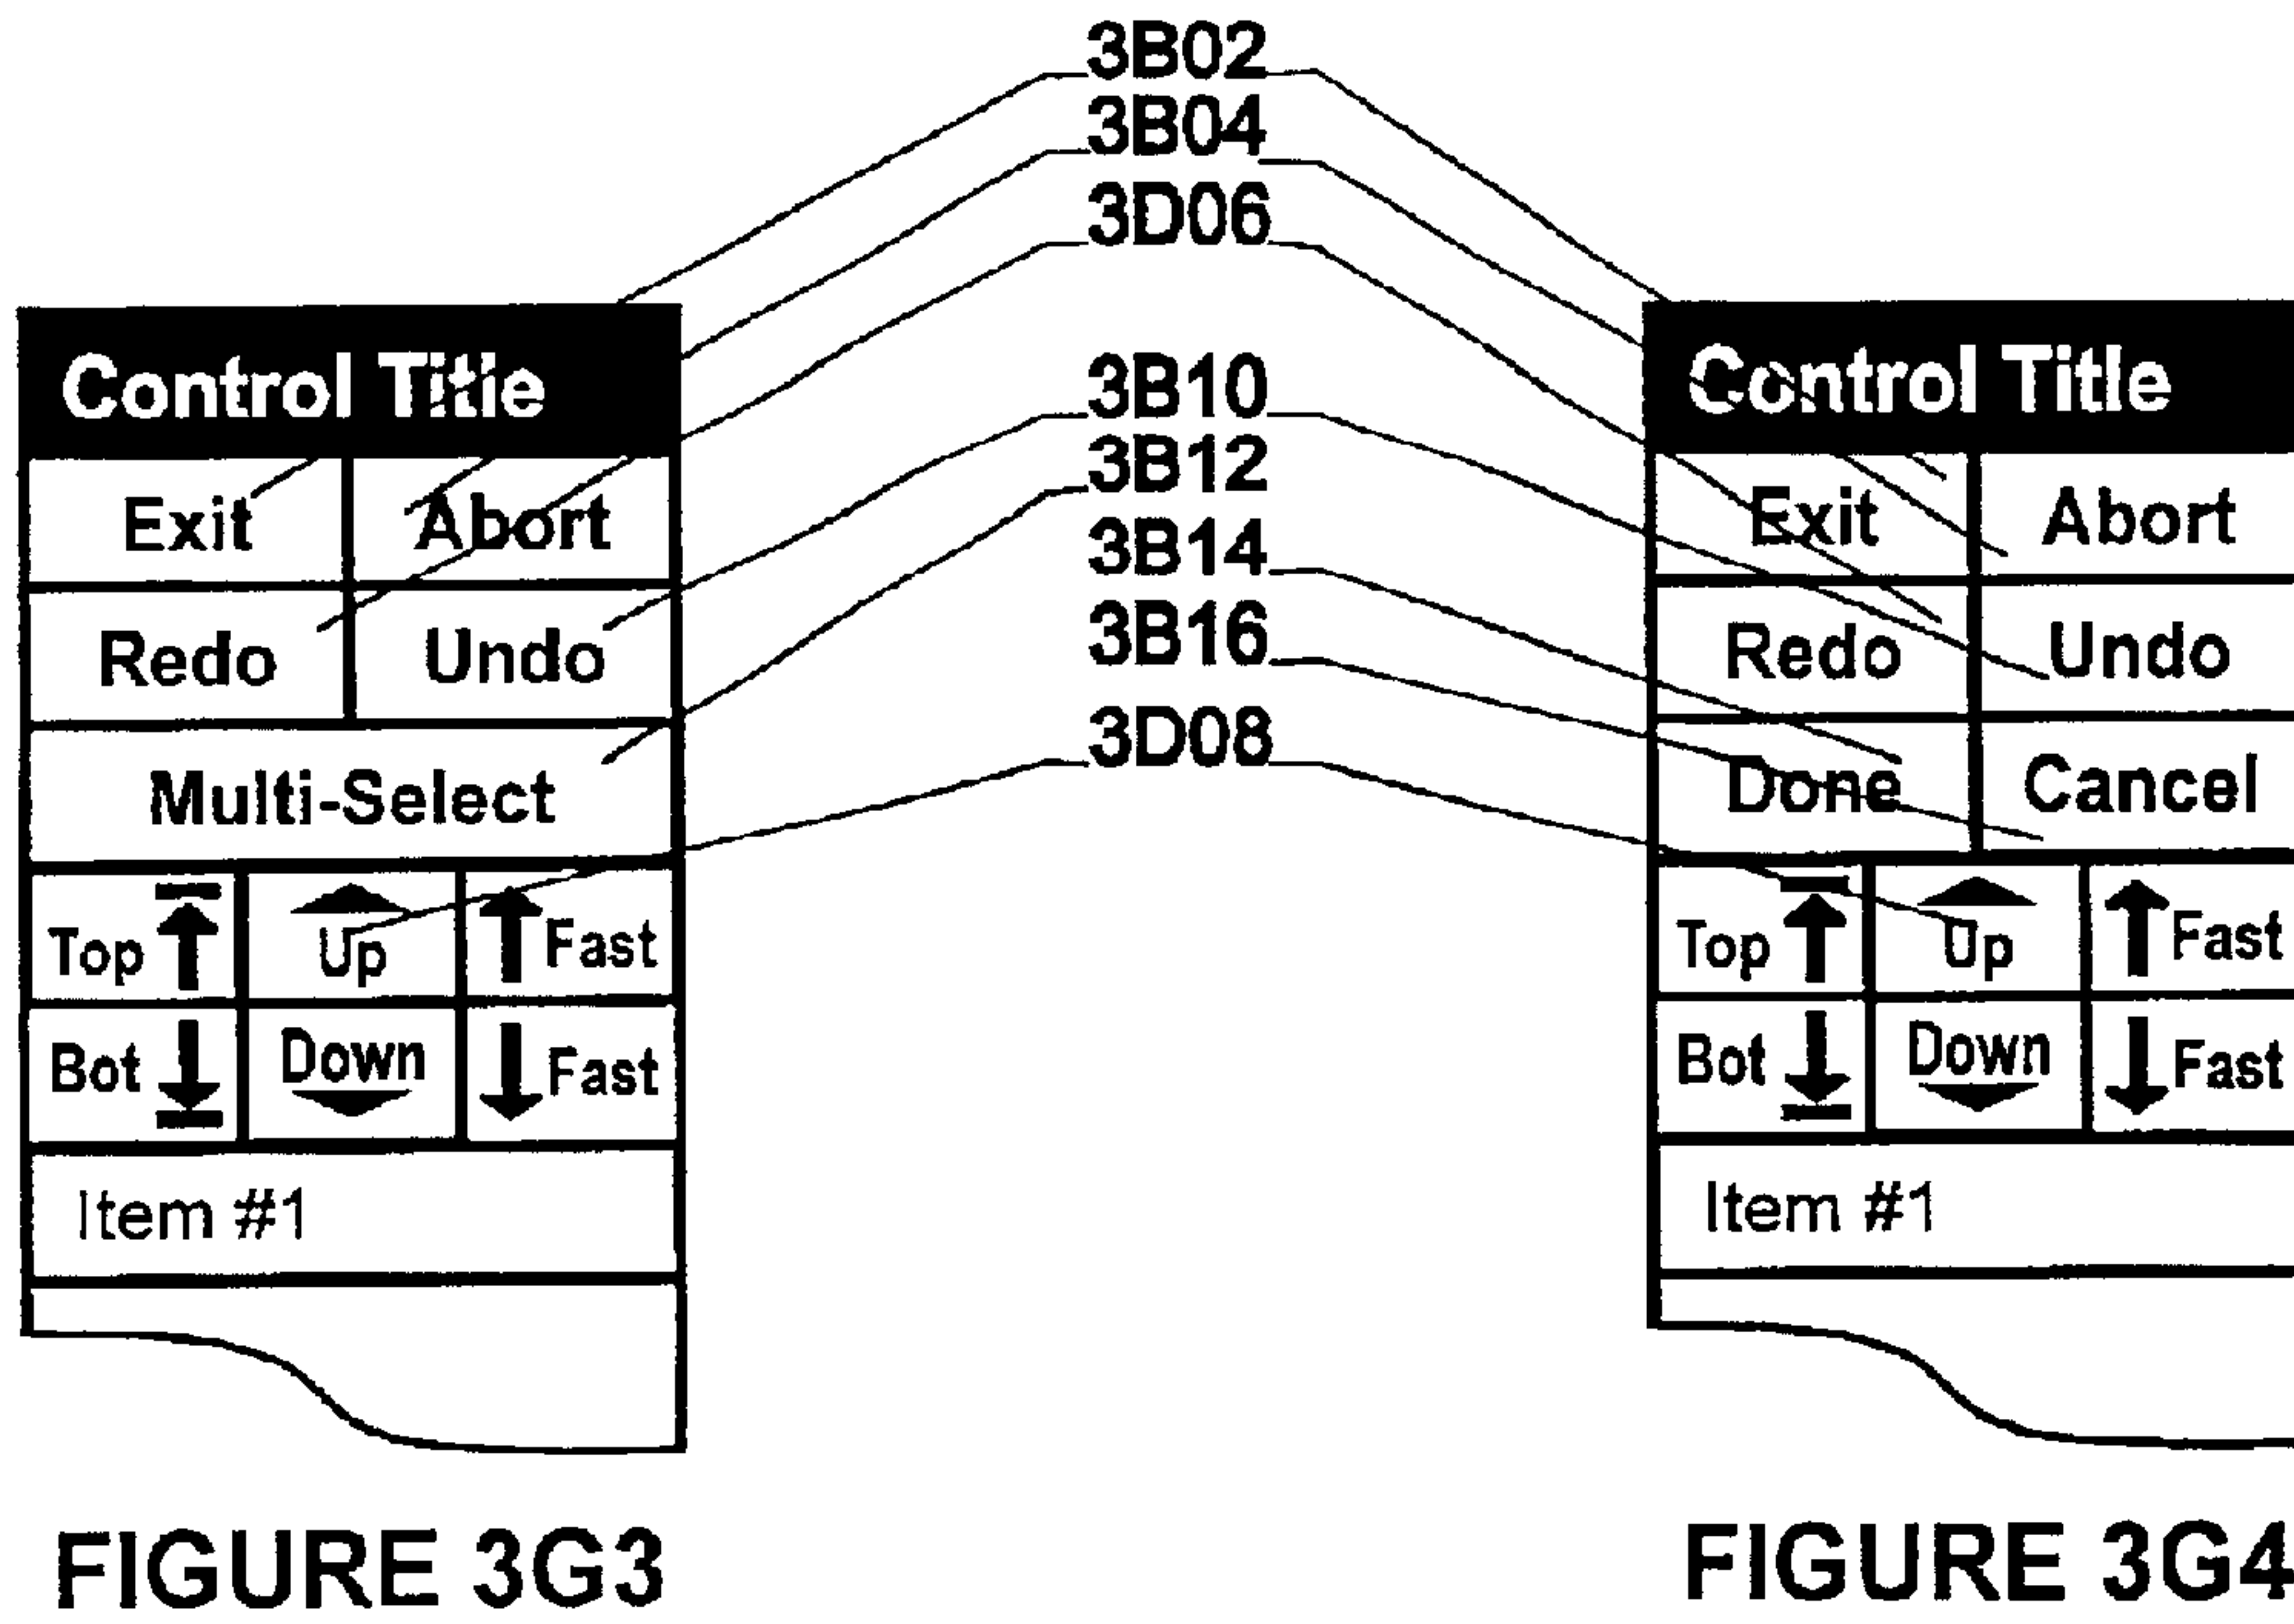 3B02
3B04
3D06
3B10
3B12
3B14
3B16
3D08
Control Title
Exit Abort
Redo Undo
Multi-Select
Top Up Fast
Bot Down Fast
Item #1
FIGURE 3G3
Control Title
Exit Abort
Redo Undo
Done Cancel
Top Up Fast
Bot Down Fast
Item #1
FIGURE 3G4